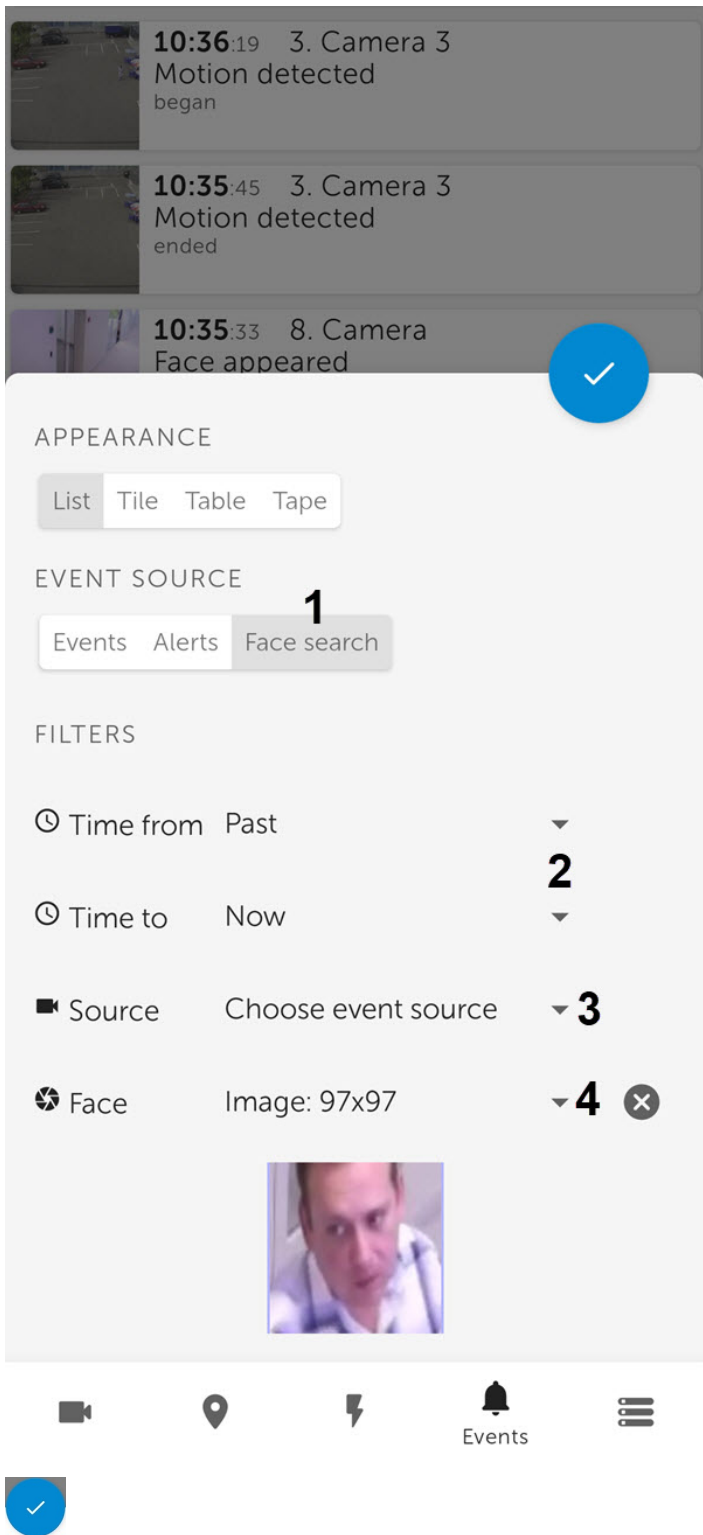 10:36:19 3. Camera 3
Motion detected
began
10:35:45 3. Camera 3
Motion detected
ended
10:35:33 8. Camera
Face appeared
APPEARANCE
List Tile Table Tape
EVENT SOURCE
1
Events Alerts Face search
FILTERS
Time from Past
2
Time to Now
Source Choose event source 3
Face Image: 97x97 4
Events